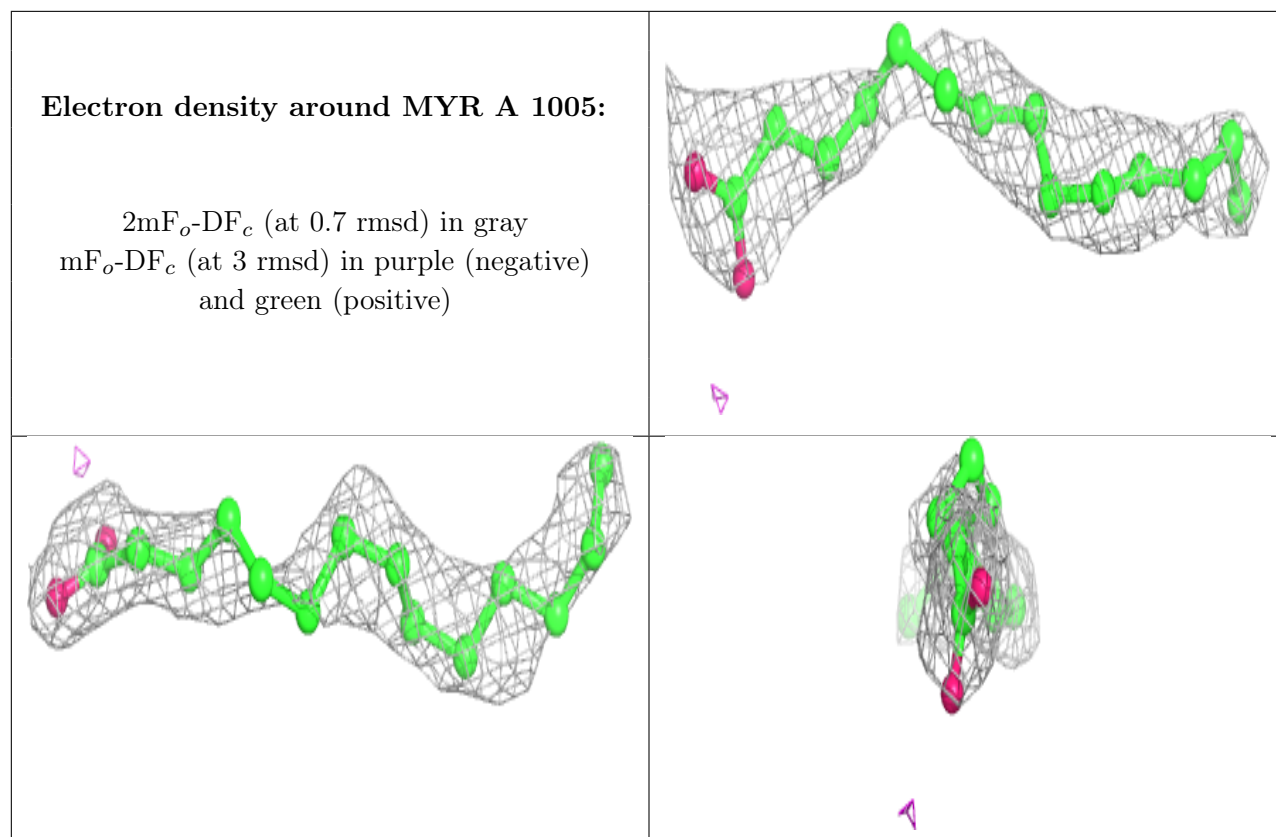 Electron density around MYR A 1005:
2mFo-DFc (at 0.7 rmsd) in gray
mFo-DFc (at 3 rmsd) in purple (negative)
and green (positive)